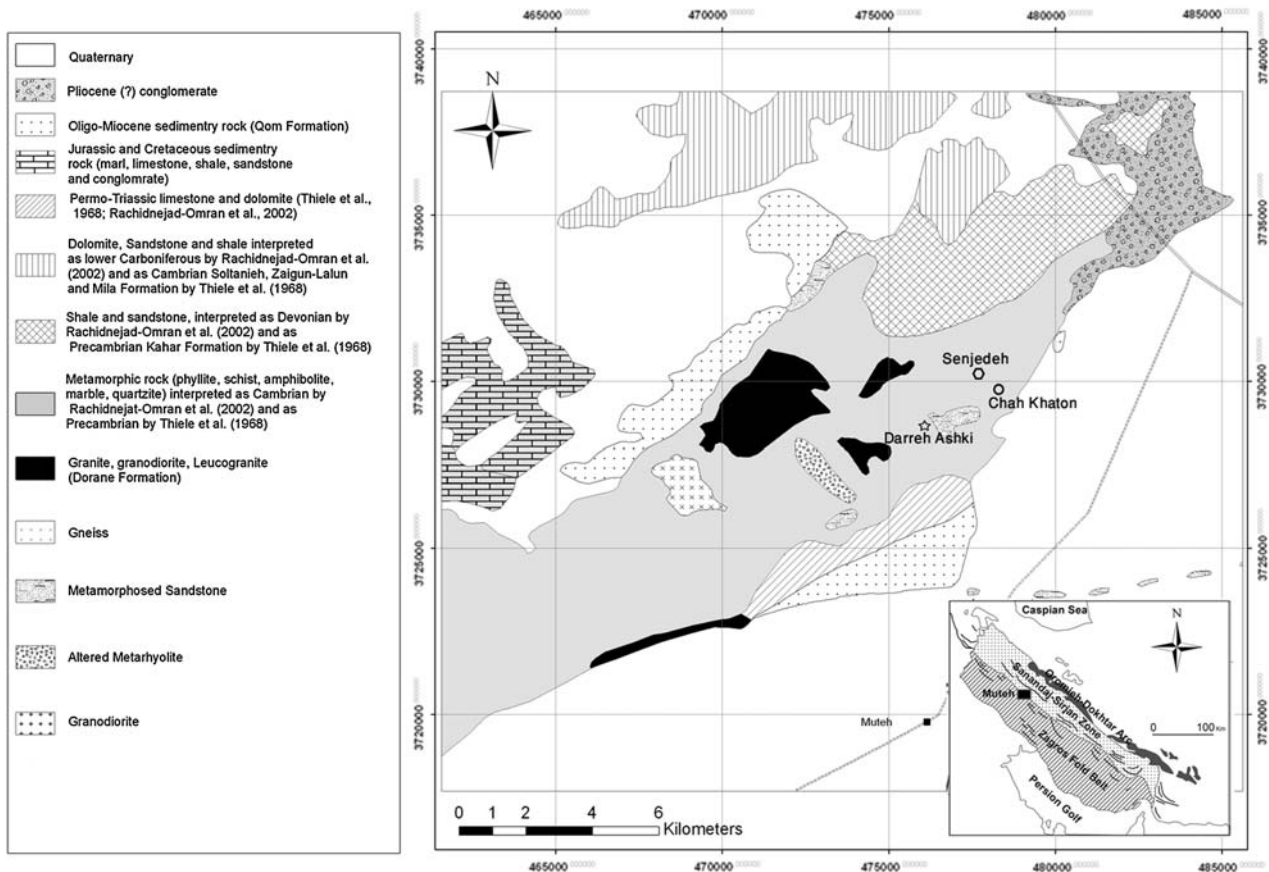 Quaternary
Pliocene (?) conglomerate
Oligo-Miocene sedimentry rock (Qom Formation)
Jurassic and Cretaceous sedimentry
rock (marl, limestone, shale, sandstone
and conglomrate)
Permo-Triassic limestone and dolomite (Thiele et al.,
1968; Rachidnejad-Omran et al., 2002)
Dolomite, Sandstone and shale interpreted
as lower Carboniferous by Rachidnejad-Omran et al.
(2002) and as Cambrian Soltanieh, Zaigun-Lalun
and Mila Formation by Thiele et al. (1968)
Shale and sandstone, interpreted as Devonian by
Rachidnejad-Omran et al. (2002) and as
Precambrian Kahar Formation by Thiele et al. (1968)
Metamorphic rock (phyllite, schist, amphibolite,
marble, quartzite) interpreted as Cambrian by
Rachidnejat-Omran et al. (2002) and as
Precambrian by Thiele et al. (1968)
Granite, granodiorite, Leucogranite
(Dorane Formation)
Gneiss
Metamorphosed Sandstone
Altered Metarhyolite
Granodiorite
465000 470000 475000 480000 485000
3740000 3740000
N
3735000 3735000
Senjedeh
3730000 3730000
Chah Khaton
Darreh Ashki
3725000 3725000
3720000 3720000
Muteh
0 1 2 4 6
Kilometers
465000 470000 475000 480000 485000
Caspian Sea
N
Oromieh-Dokhtar Arc
Sanandaj-Sirjan Zone
Muteh
0 100 Km
Zagros Fold Belt
Persion Golf